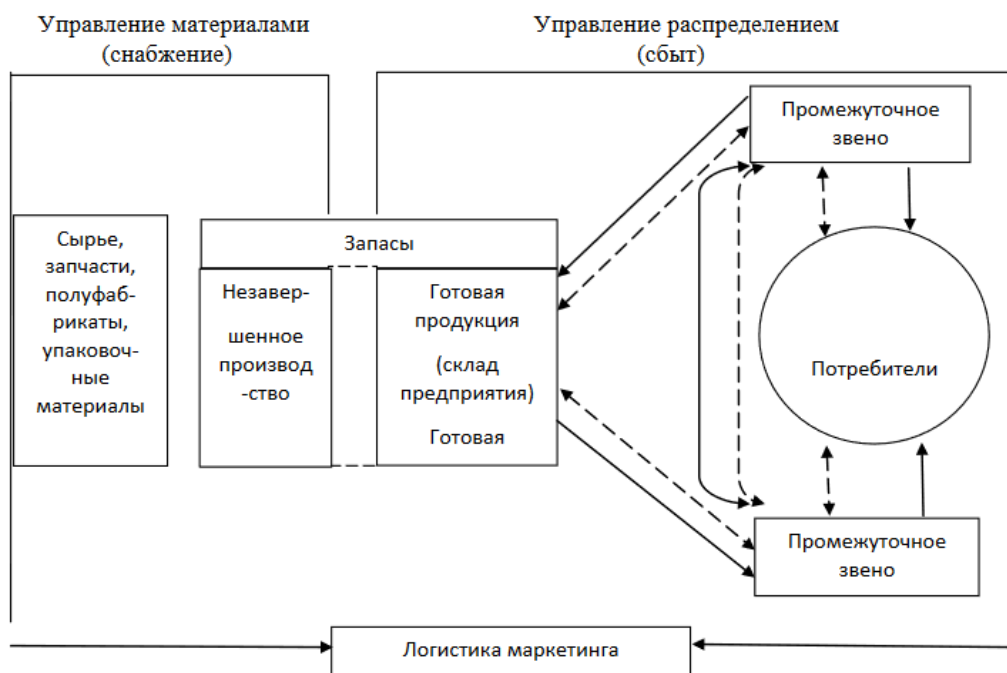 Управление материалами
(снабжение)
Управление распределением
(сбыт)
Промежуточное
звено
Сырье,
запчасти,
полуфаб-
рикаты,
упаковоч-
ные
материалы
Запасы
Незавер-
шенное
производ
-ство
Готовая
продукция
(склад
предприятия)
Готовая
Потребители
Промежуточное
звено
Логистика маркетинга